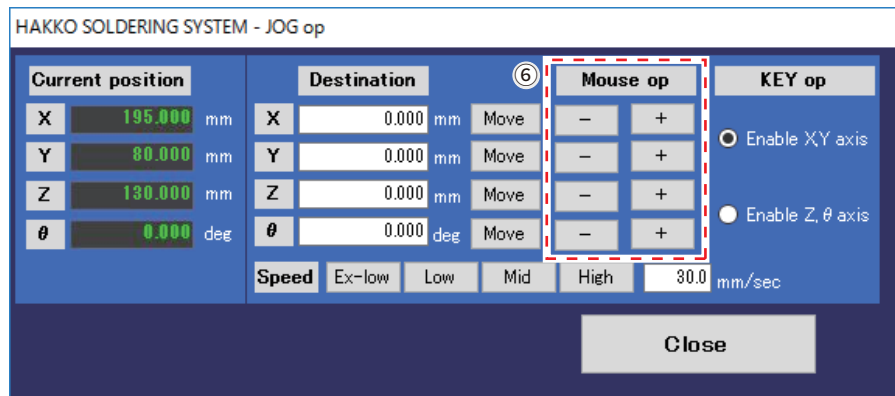 HAKKO SOLDERING SYSTEM - JOG op
Current position Destination ⑥ Mouse op KEY op
X 195.000 mm X 0.000 mm Move − +
Y 80.000 mm Y 0.000 mm Move − +
Enable X,Y axis
Z 130.000 mm Z 0.000 mm Move − +
Enable Z, θ axis
θ 0.000 deg θ 0.000 deg Move − +
Speed Ex-low Low Mid High 30.0 mm/sec
Close